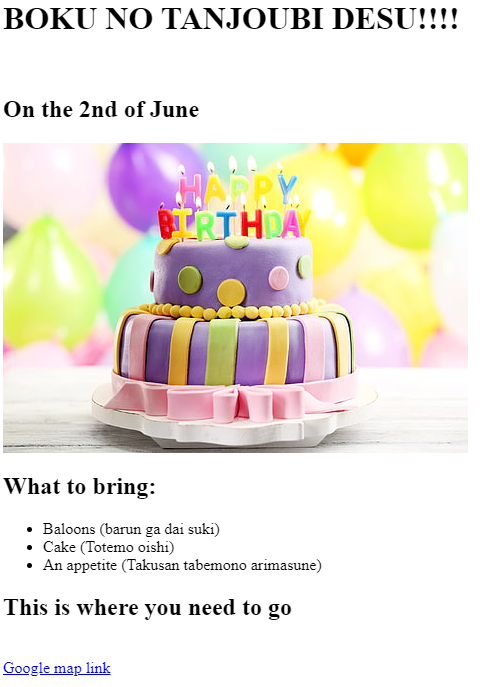 BOKU NO TANJOUBI DESU!!!!
On the 2nd of June
HAPPY
BIRTHDAY
What to bring:
Baloons (barun ga dai suki)
Cake (Totemo oishi)
An appetite (Takusan tabemono arimasune)
This is where you need to go
Google map link